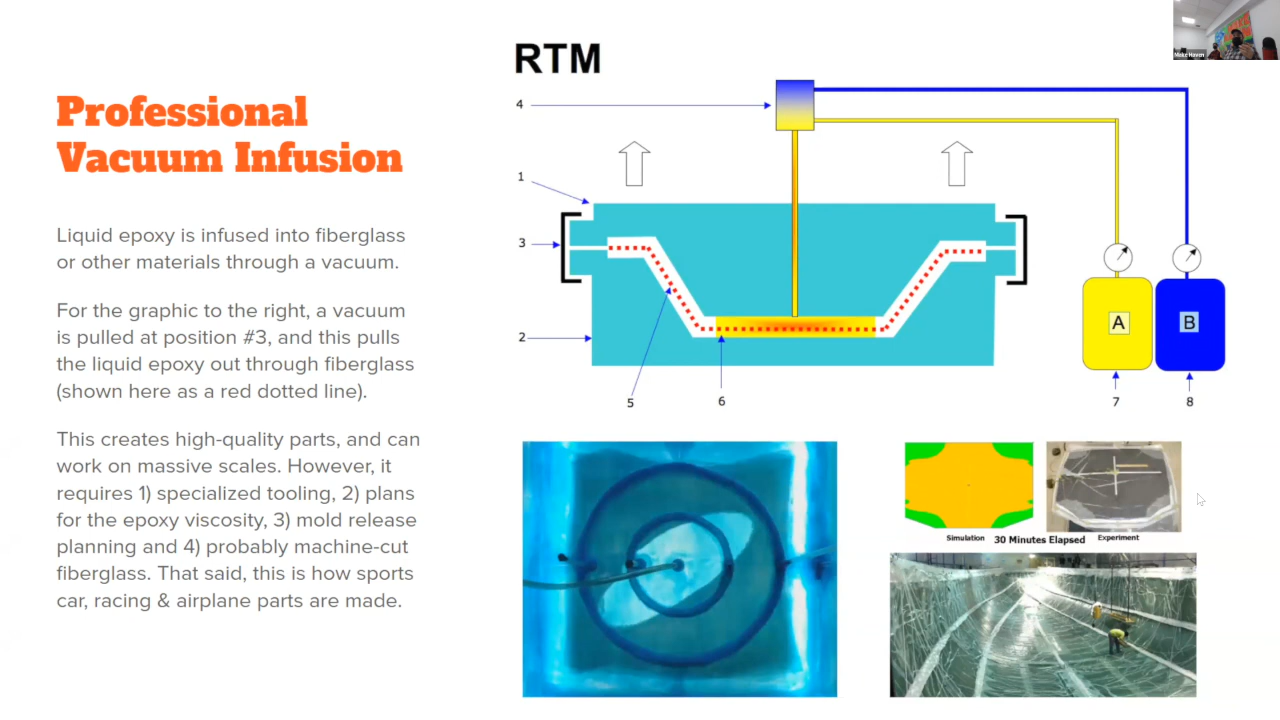 Professional
Vacuum Infusion
Liquid epoxy is infused into fiberglass
or other materials through a vacuum.
For the graphic to the right, a vacuum
is pulled at position #3, and this pulls
the liquid epoxy out through fiberglass
(shown here as a red dotted line).
This creates high-quality parts, and can
work on massive scales. However, it
requires 1) specialized tooling, 2) plans
for the epoxy viscosity, 3) mold release
planning and 4) probably machine-cut
fiberglass. That said, this is how sports
car, racing & airplane parts are made.
RTM
4
1
3
2
5
6
A
B
7
8
Simulation
30 Minutes Elapsed
Experiment
Make Haven